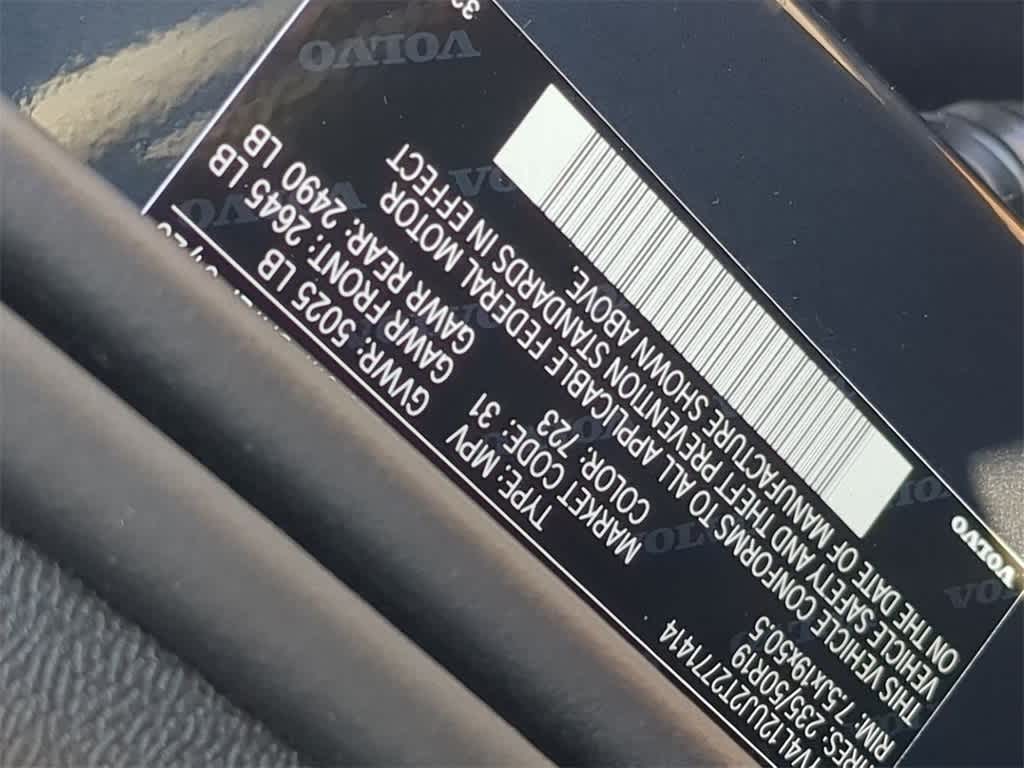 GVWR: 5025 LB
GAWR FRONT: 2645 LB
GAWR REAR: 2490 LB
TYPE: MPV
MARKET CODE: 31
COLOR: 723
235/50R19
RIM: 7.5Jx19x50.5
THIS VEHICLE CONFORMS TO ALL APPLICABLE FEDERAL MOTOR
VEHICLE SAFETY AND THEFT PREVENTION STANDARDS IN EFFECT
ON THE DATE OF MANUFACTURE SHOWN ABOVE.
VOLVO